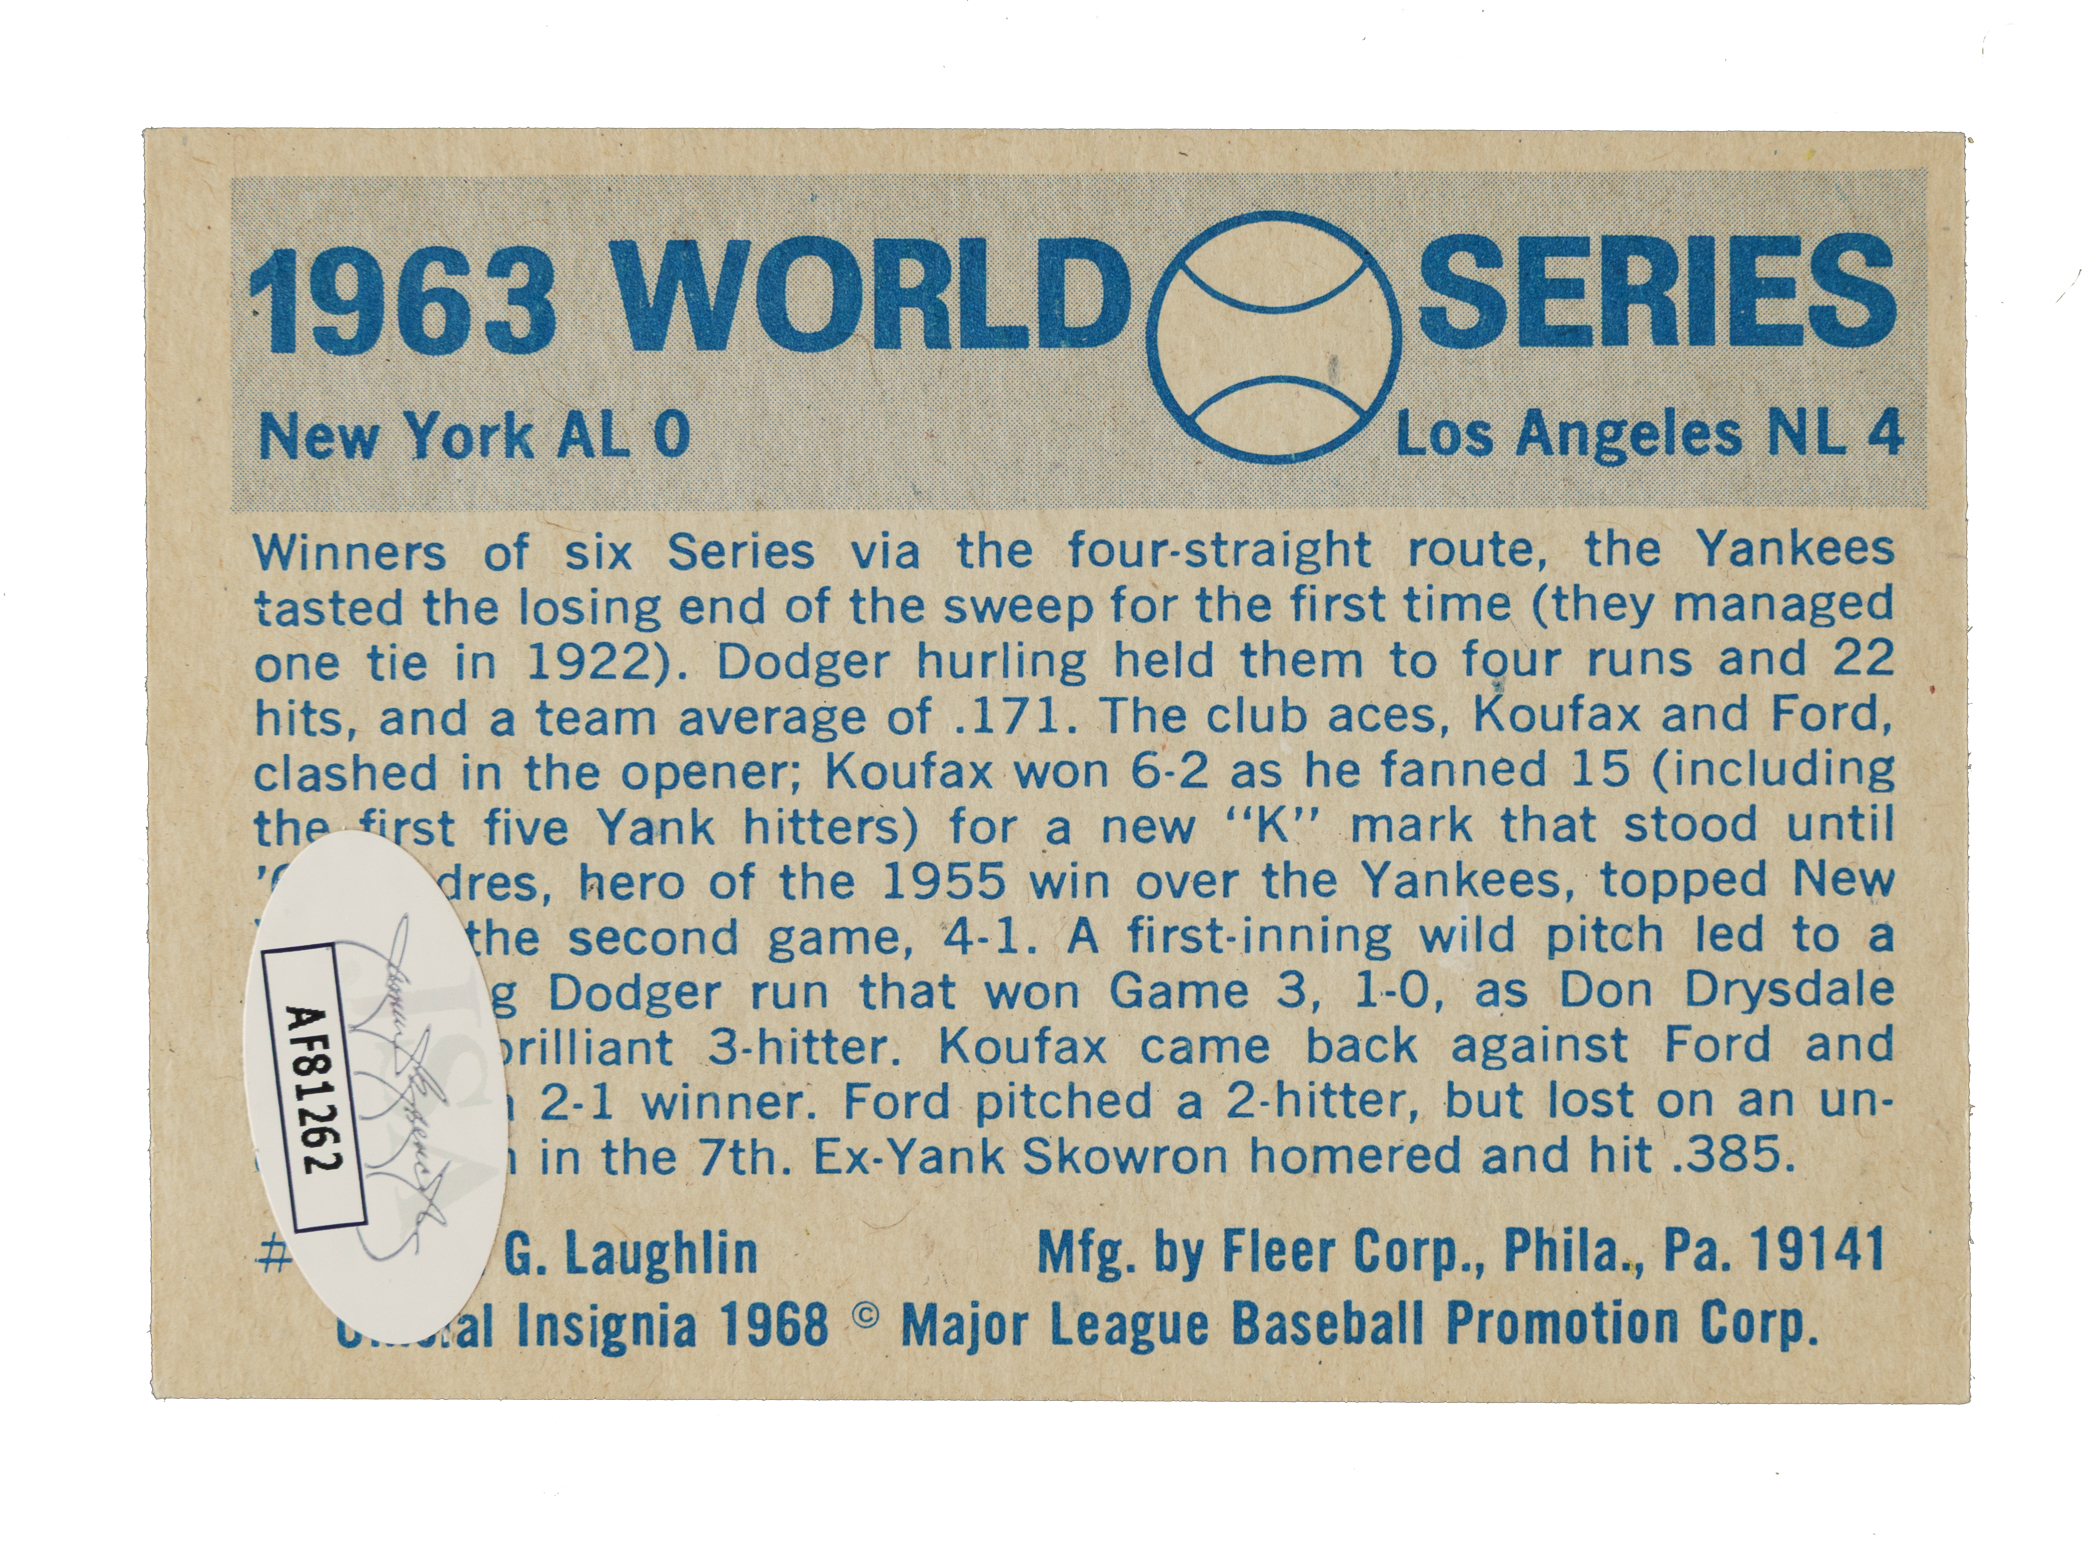 1963 WORLD SERIES
New York AL 0 Los Angeles NL 4
Winners of six Series via the four-straight route, the Yankees
tasted the losing end of the sweep for the first time (they managed
one tie in 1922). Dodger hurling held them to four runs and 22
hits, and a team average of .171. The club aces, Koufax and Ford,
clashed in the opener; Koufax won 6-2 as he fanned 15 (including
the first five Yank hitters) for a new “K” mark that stood until
dres, hero of the 1955 win over the Yankees, topped New
the second game, 4-1. A first-inning wild pitch led to a
g Dodger run that won Game 3, 1-0, as Don Drysdale
brilliant 3-hitter. Koufax came back against Ford and
2-1 winner. Ford pitched a 2-hitter, but lost on an un-
in the 7th. Ex-Yank Skowron homered and hit .385.
# G. Laughlin Mfg. by Fleer Corp., Phila., Pa. 19141
Official Insignia 1968 © Major League Baseball Promotion Corp.
JSA
AF81262